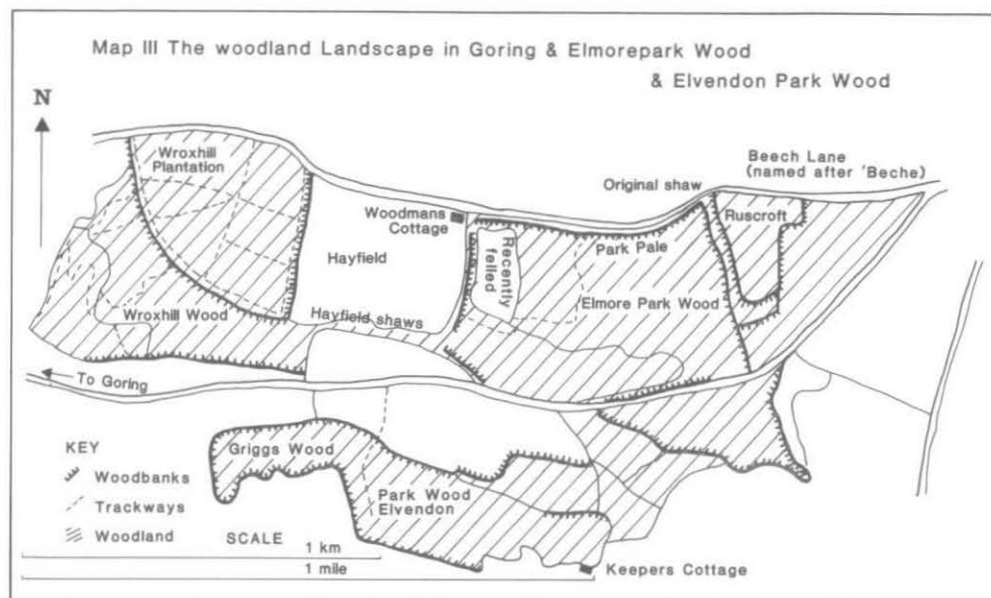 Map III The woodland Landscape in Goring & Elmorepark Wood
& Elvendon Park Wood
N
Wroxhill
Plantation
Beech Lane
(named after 'Beche)
Original shaw
Woodmans
Cottage
Ruscroft
Recently
felled
Park Pale
Hayfield
Elmore Park Wood
Wroxhill Wood
Hayfield shaws
To Goring
KEY
Woodbanks
Trackways
Woodland
Griggs Wood
Park Wood
Elvendon
SCALE
1 km
1 mile
Keepers Cottage